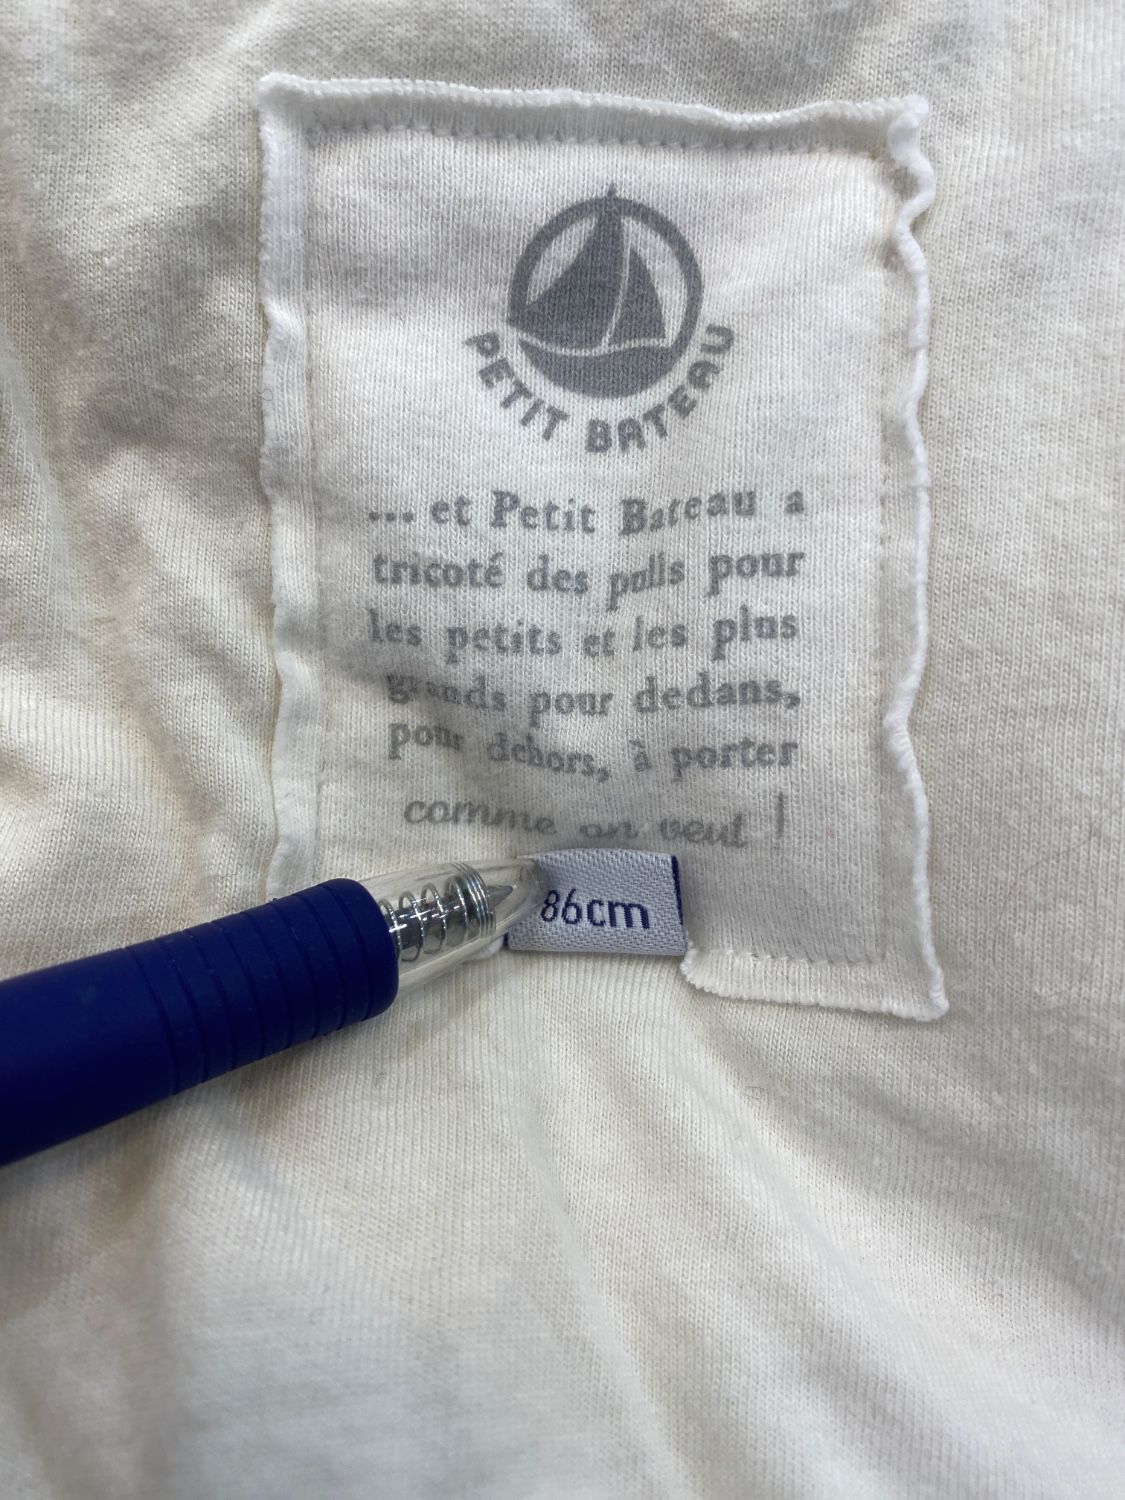 PETIT BATEAU
... et Petit Bateau a
tricoté des pulls pour
les petits et les plus
grands pour dedans,
pour dehors, à porter
comme on veut !
86cm